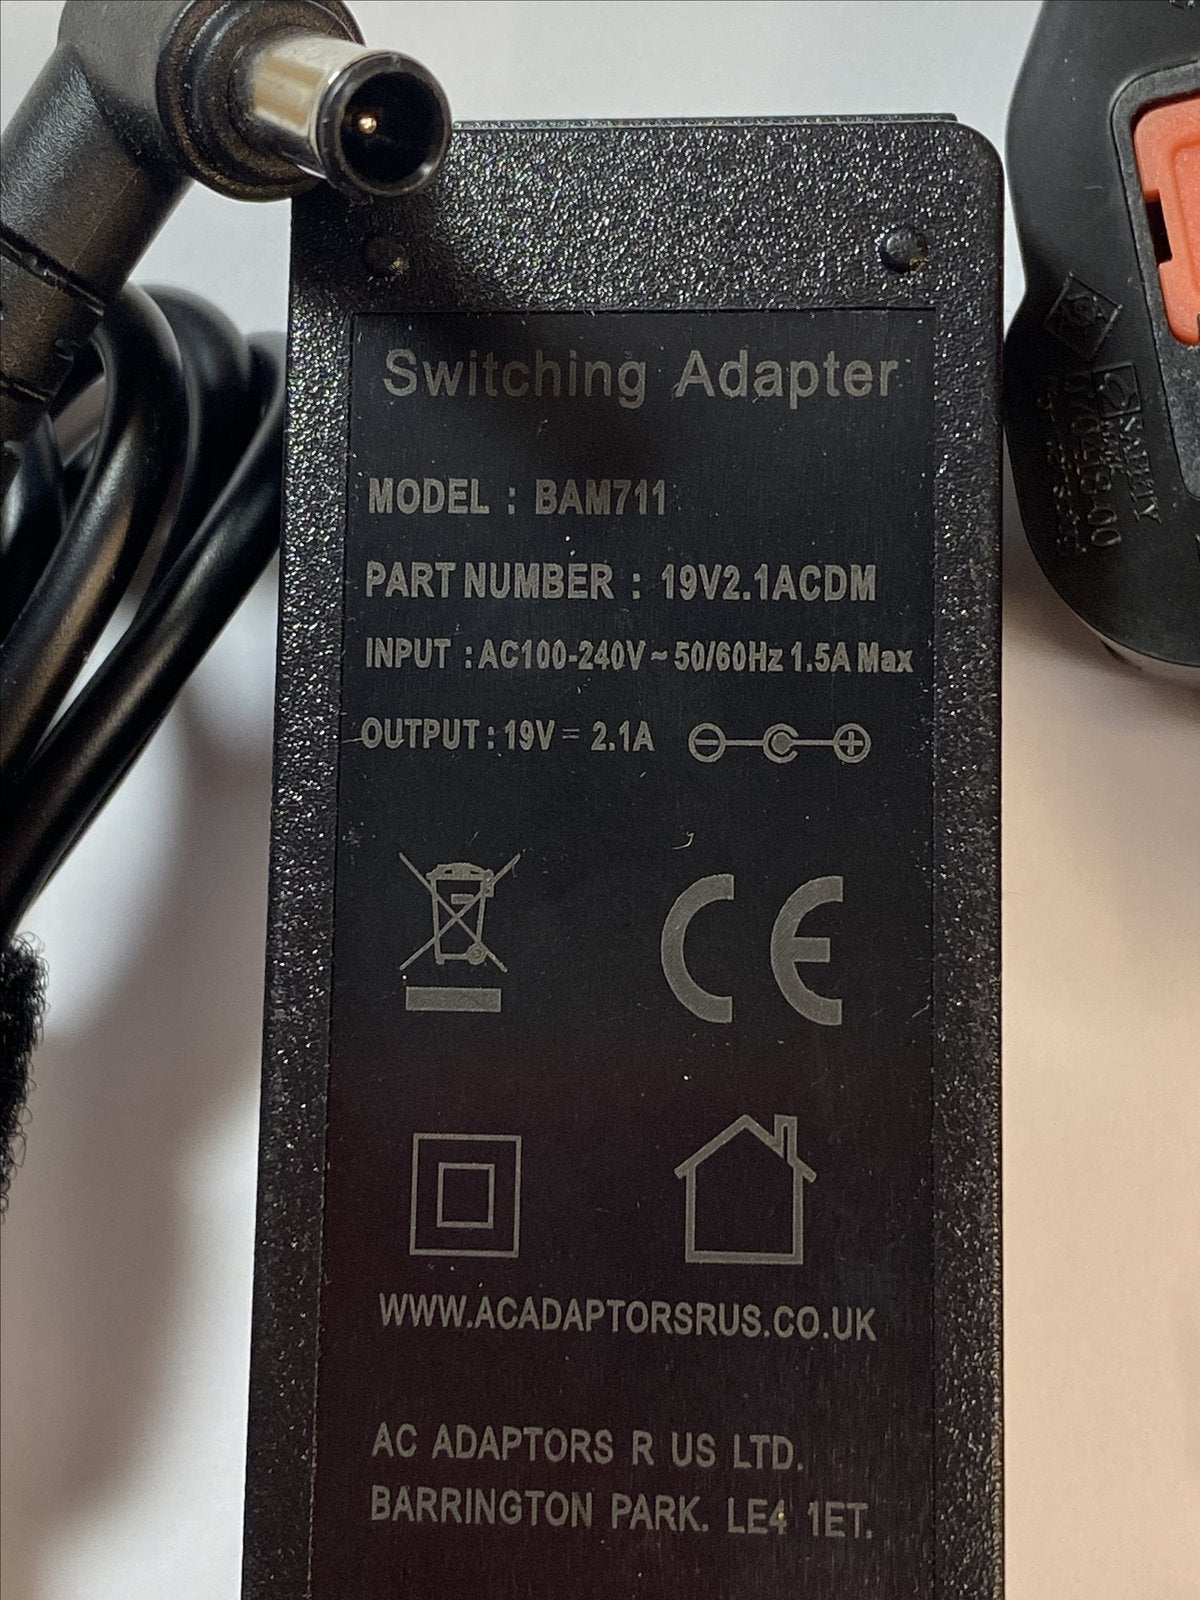 Switching Adapter
MODEL : BAM711
PART NUMBER : 19V2.1ACDM
INPUT : AC100-240V~50/60Hz 1.5A Max
OUTPUT : 19V = 2.1A
CE
WWW.ACADAPTORSRUS.CO.UK
AC ADAPTORS R US LTD.
BARRINGTON PARK. LE4 1ET.